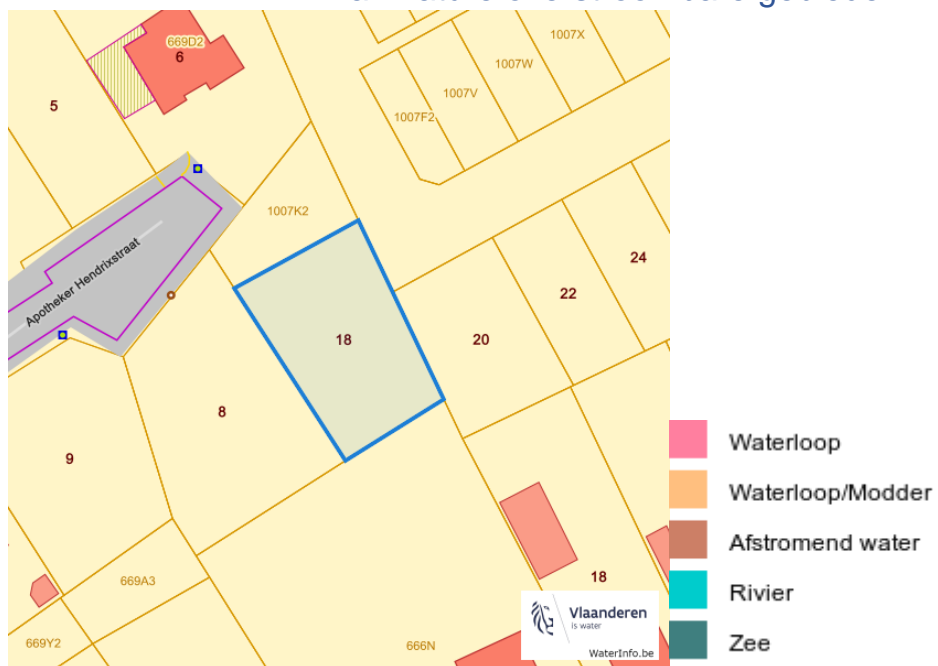 669D2
6
1007X
1007W
1007V
1007F2
5
1007K2
Apotheker Hendrixstraat
18
20
22
24
8
9
669A3
669Y2
666N
18
Vlaanderen
is water
WaterInfo.be
Waterloop
Waterloop/Modder
Afstromend water
Rivier
Zee